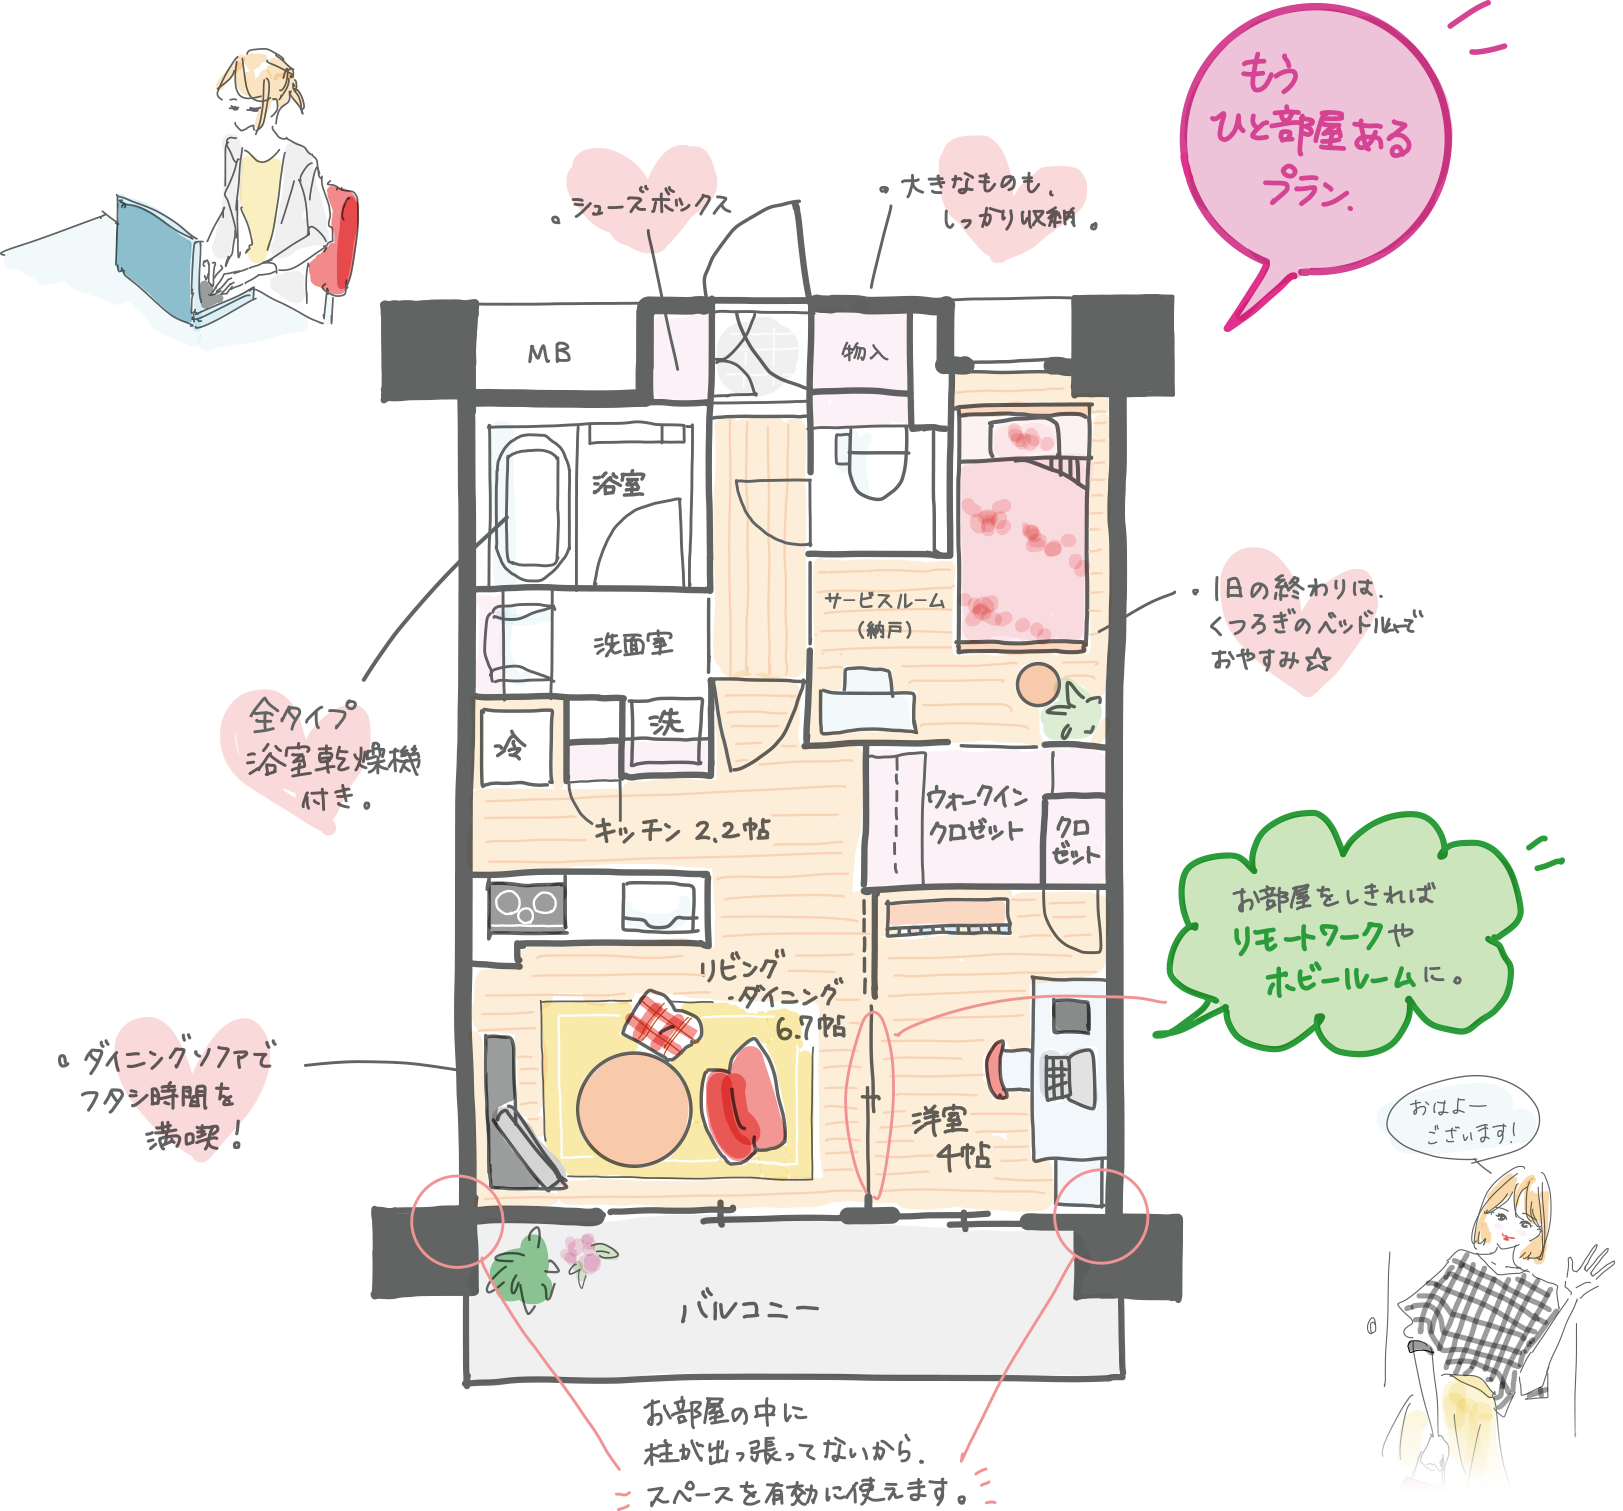 もう
ひと部屋ある
プラン.
シューズボックス
大きなものも、
しっかり収納。
MB
物入
浴室
サービスルーム
(納戸)
1日の終わりは、
くつろぎのベッドルームで
おやすみ☆
洗面室
全タイプ
浴室乾燥機
付き。
冷
洗
キッチン 2.2帖
ウォークイン
クロゼット
クロ
ゼット
お部屋をしきれば
リモートワークや
ホビールームに。
リビング
・ダイニング
6.7帖
ダイニングソファで
フタシ時間を
満喫!
洋室
4帖
おはよー
ございます!
バルコニー
お部屋の中に
柱が出っ張ってないから、
スペースを有効に使えます。